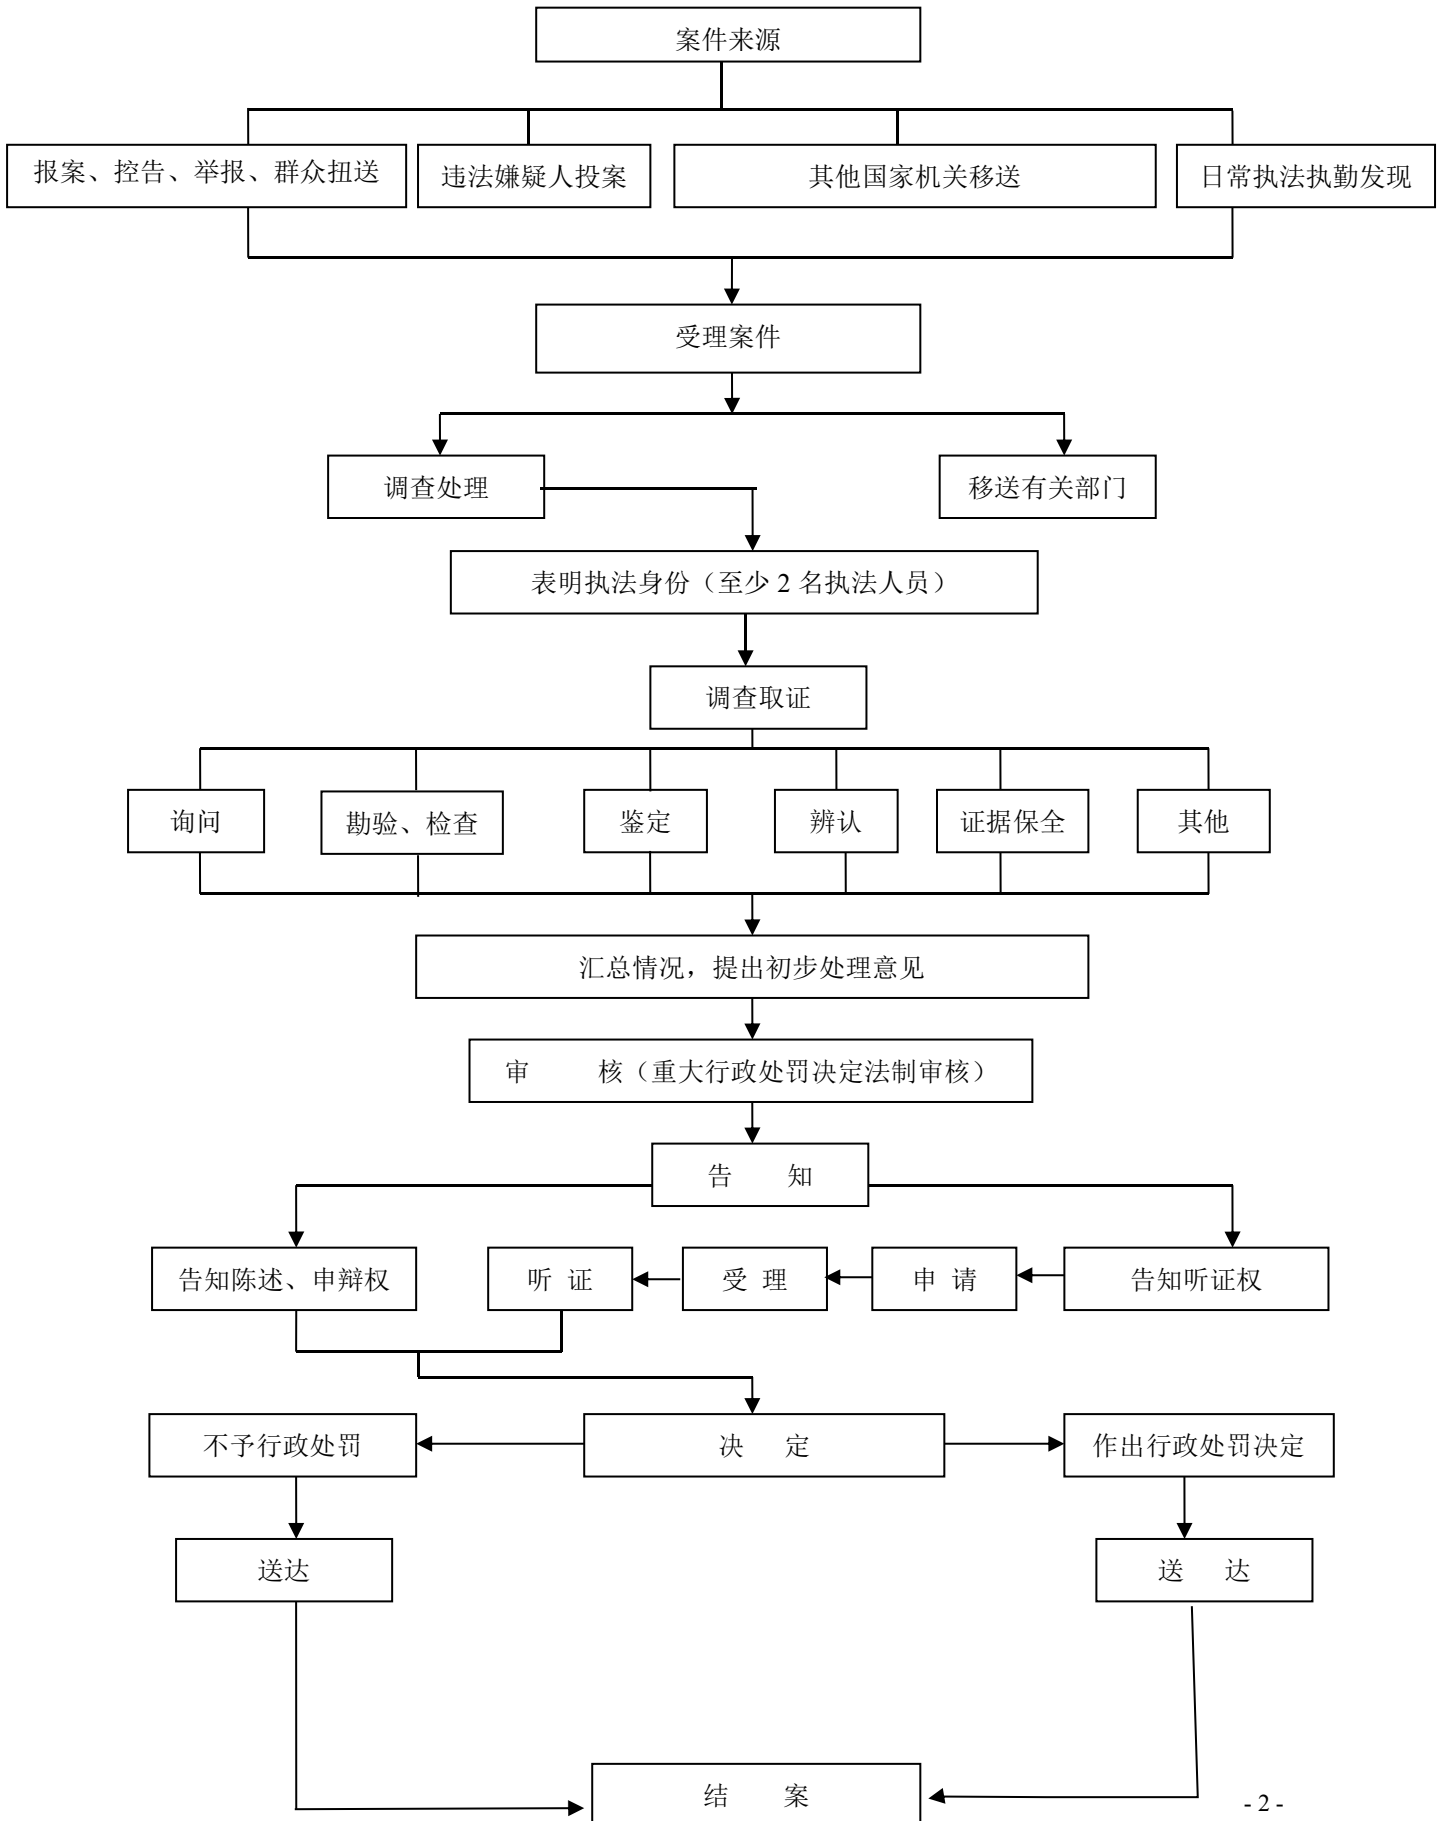 案件来源
报案、控告、举报、群众扭送
违法嫌疑人投案
其他国家机关移送
日常执法执勤发现
受理案件
调查处理
移送有关部门
表明执法身份（至少 2 名执法人员）
调查取证
询问
勘验、检查
鉴定
辨认
证据保全
其他
汇总情况，提出初步处理意见
审 核（重大行政处罚决定法制审核）
告 知
告知陈述、申辩权
听 证
受 理
申 请
告知听证权
不予行政处罚
决 定
作出行政处罚决定
送达
送 达
结 案
- 2 -